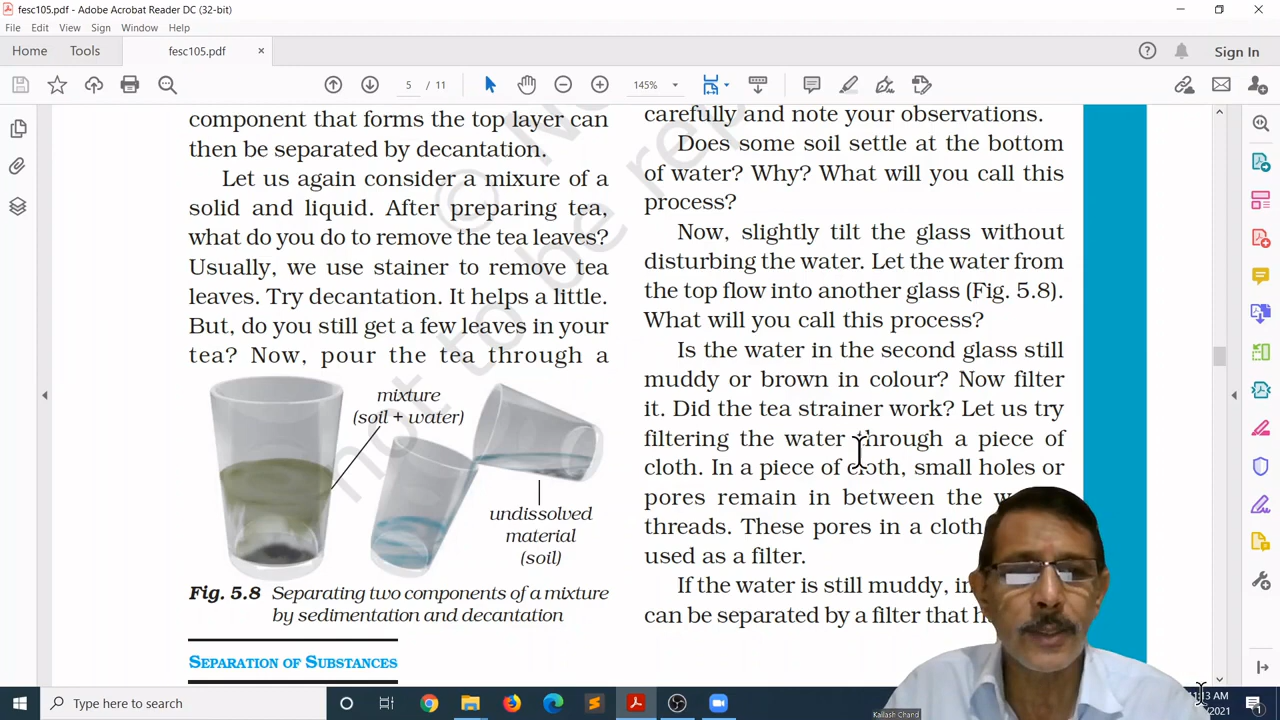 fesc105.pdf - Adobe Acrobat Reader DC (32-bit)
File Edit View Sign Window Help
Home Tools fesc105.pdf × Sign In
5 / 11 145%
component that forms the top layer can
then be separated by decantation.
Let us again consider a mixture of a
solid and liquid. After preparing tea,
what do you do to remove the tea leaves?
Usually, we use stainer to remove tea
leaves. Try decantation. It helps a little.
But, do you still get a few leaves in your
tea? Now, pour the tea through a
mixture
(soil + water)
undissolved
material
(soil)
Fig. 5.8 Separating two components of a mixture
by sedimentation and decantation
SEPARATION OF SUBSTANCES
carefully and note your observations.
Does some soil settle at the bottom
of water? Why? What will you call this
process?
Now, slightly tilt the glass without
disturbing the water. Let the water from
the top flow into another glass (Fig. 5.8).
What will you call this process?
Is the water in the second glass still
muddy or brown in colour? Now filter
it. Did the tea strainer work? Let us try
filtering the water through a piece of
cloth. In a piece of cloth, small holes or
pores remain in between the
threads. These pores in a cloth
used as a filter.
If the water is still muddy,
can be separated by a filter that
© not to be
Type here to search
Kailash Chand
AM
2021